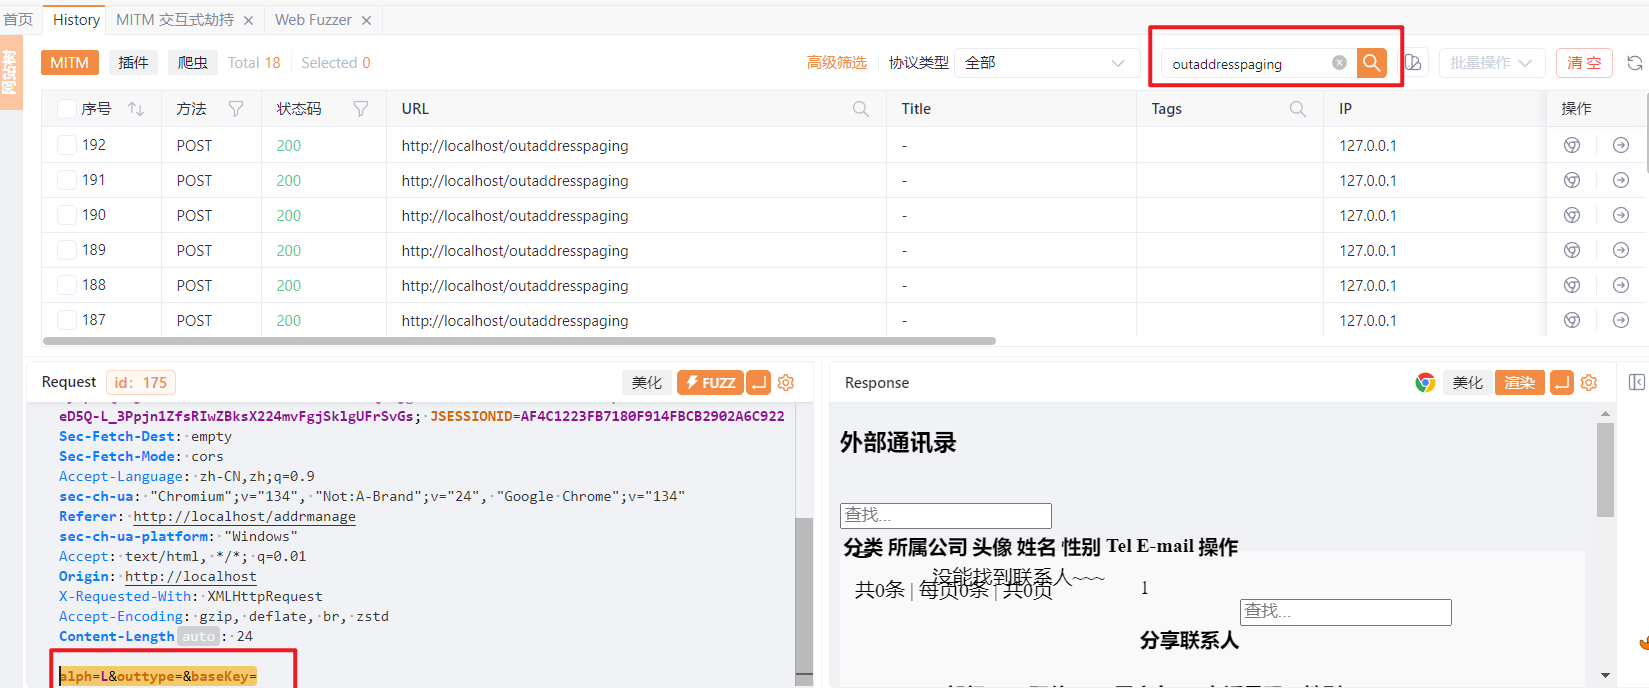 首页 History MITM 交互式劫持 Web Fuzzer
MITM 插件 爬虫 Total 18 Selected 0 高级筛选 协议类型 全部 outaddresspaging 批量操作 清 空
序号 方法 状态码 URL Title Tags IP 操作
192 POST 200 http://localhost/outaddresspaging - 127.0.0.1
191 POST 200 http://localhost/outaddresspaging - 127.0.0.1
190 POST 200 http://localhost/outaddresspaging - 127.0.0.1
189 POST 200 http://localhost/outaddresspaging - 127.0.0.1
188 POST 200 http://localhost/outaddresspaging - 127.0.0.1
187 POST 200 http://localhost/outaddresspaging - 127.0.0.1
Request id: 175 美化 FUZZ
eD5Q-L_3Ppjn1ZfsRIwZBksX224mvFgjSklgUFrSvGs; JSESSIONID=AF4C1223FB7180F914FBCB2902A6C922
Sec-Fetch-Dest: empty
Sec-Fetch-Mode: cors
Accept-Language: zh-CN,zh;q=0.9
sec-ch-ua: "Chromium";v="134", "Not:A-Brand";v="24", "Google Chrome";v="134"
Referer: http://localhost/addrmanage
sec-ch-ua-platform: "Windows"
Accept: text/html, */*; q=0.01
Origin: http://localhost
X-Requested-With: XMLHttpRequest
Accept-Encoding: gzip, deflate, br, zstd
Content-Length auto : 24
alph=L&outtype=&baseKey=
Response 美化 渲染
外部通讯录
查找...
分类 所属公司 头像 姓名 性别 Tel E-mail 操作
没能找到联系人~~~
共0条 | 每页0条 | 共0页
1
查找...
分享联系人